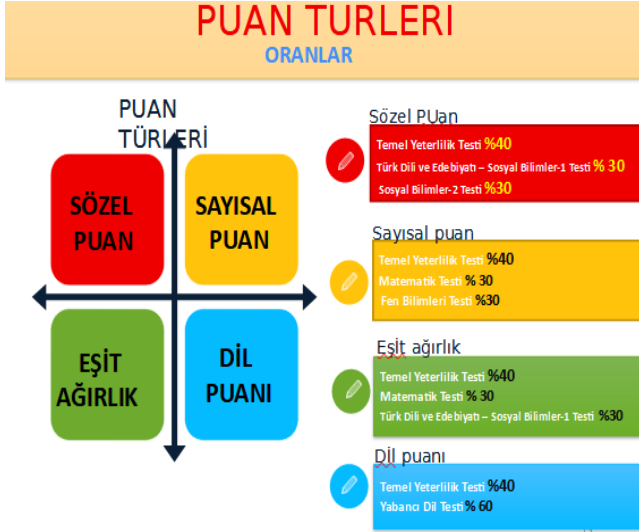 PUAN TURLERI
ORANLAR
PUAN
TÜRLERİ
SÖZEL
PUAN
SAYISAL
PUAN
EŞİT
AĞIRLIK
DİL
PUANI
Sözel PUan
Temel Yeterlilik Testi %40
Türk Dili ve Edebiyatı – Sosyal Bilimler-1 Testi % 30
Sosyal Bilimler-2 Testi %30
Sayısal puan
Temel Yeterlilik Testi %40
Matematik Testi % 30
Fen Bilimleri Testi %30
Eşit ağırlık
Temel Yeterlilik Testi %40
Matematik Testi % 30
Türk Dili ve Edebiyatı – Sosyal Bilimler-1 Testi %30
Dİl puanı
Temel Yeterlilik Testi %40
Yabancı Dil Testi % 60